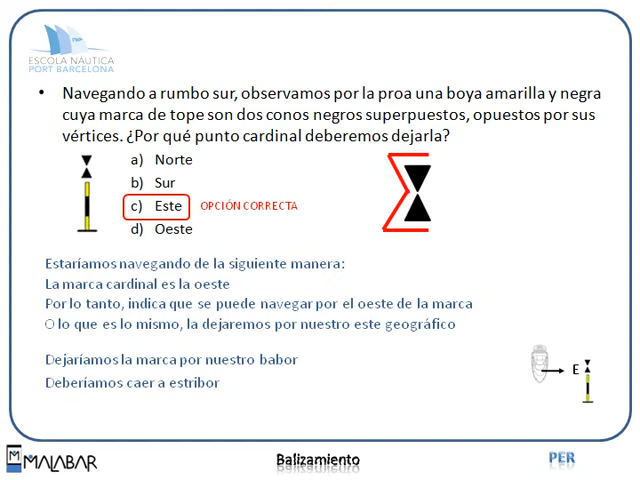 ESCOLA NÀUTICA
PORT BARCELONA
• Navegando a rumbo sur, observamos por la proa una boya amarilla y negra
cuya marca de tope son dos conos negros superpuestos, opuestos por sus
vértices. ¿Por qué punto cardinal deberemos dejarla?
a) Norte
b) Sur
c) Este OPCIÓN CORRECTA
d) Oeste
Estaríamos navegando de la siguiente manera:
La marca cardinal es la oeste
Por lo tanto, indica que se puede navegar por el oeste de la marca
O lo que es lo mismo, la dejaremos por nuestro este geográfico
Dejaríamos la marca por nuestro babor
Deberíamos caer a estribor
E
MALABAR
Balizamiento
PER